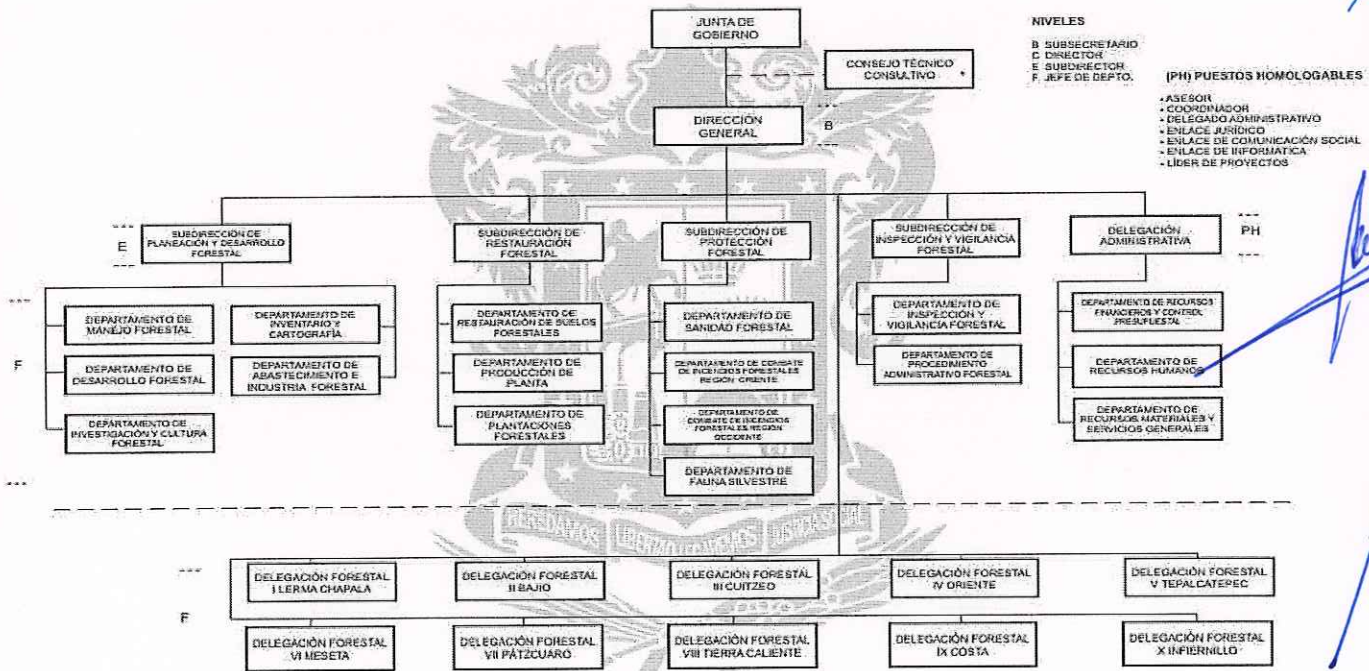 JUNTA DE
GOBIERNO
CONSEJO TÉCNICO
CONSULTIVO
DIRECCIÓN
GENERAL
B
NIVELES
B SUBSECRETARIO
C DIRECTOR
E SUBDIRECTOR
F. JEFE DE DEPTO.
(PH) PUESTOS HOMOLOGABLES
• ASESOR
• COORDINADOR
• DELEGADO ADMINISTRATIVO
• ENLACE JURÍDICO
• ENLACE DE COMUNICACIÓN SOCIAL
• ENLACE DE INFORMATICA
• LÍDER DE PROYECTOS
E
SUBDIRECCIÓN DE
PLANEACIÓN Y DESARROLLO
FORESTAL
SUBDIRECCIÓN DE
RESTAURACIÓN
FORESTAL
SUBDIRECCIÓN DE
PROTECCIÓN
FORESTAL
SUBDIRECCIÓN DE
INSPECCIÓN Y VIGILANCIA
FORESTAL
DELEGACIÓN
ADMINISTRATIVA
PH
F
DEPARTAMENTO DE
MANEJO FORESTAL
DEPARTAMENTO DE
DESARROLLO FORESTAL
DEPARTAMENTO DE
INVESTIGACIÓN Y CULTURA
FORESTAL
DEPARTAMENTO DE
INVENTARIO Y
CARTOGRAFÍA
DEPARTAMENTO DE
ABASTECIMIENTO E
INDUSTRIA FORESTAL
DEPARTAMENTO DE
RESTAURACIÓN DE SUELOS
FORESTALES
DEPARTAMENTO DE
PRODUCCIÓN DE
PLANTA
DEPARTAMENTO DE
PLANTACIONES
FORESTALES
DEPARTAMENTO DE
SANIDAD FORESTAL
DEPARTAMENTO DE COMBATE
DE INCENDIOS FORESTALES
REGIÓN ORIENTE
DEPARTAMENTO DE
COMBATE DE INCENDIOS
FORESTALES REGIÓN
OCCIDENTE
DEPARTAMENTO DE
FAUNA SILVESTRE
DEPARTAMENTO DE
INSPECCIÓN Y
VIGILANCIA FORESTAL
DEPARTAMENTO DE
PROCEDIMIENTO
ADMINISTRATIVO FORESTAL
DEPARTAMENTO DE RECURSOS
FINANCIEROS Y CONTROL
PRESUPUESTAL
DEPARTAMENTO DE
RECURSOS HUMANOS
DEPARTAMENTO DE
RECURSOS MATERIALES Y
SERVICIOS GENERALES
HEREDAMOS LIBERTAD LEGAREMOS JUSTICIA SOCIAL
F
DELEGACIÓN FORESTAL
I LERMA CHAPALA
DELEGACIÓN FORESTAL
II BAJIO
DELEGACIÓN FORESTAL
III CUITZEO
DELEGACIÓN FORESTAL
IV ORIENTE
DELEGACIÓN FORESTAL
V TEPALCATEPEC
DELEGACIÓN FORESTAL
VI MESETA
DELEGACIÓN FORESTAL
VII PÁTZCUARO
DELEGACIÓN FORESTAL
VIII TIERRA CALIENTE
DELEGACIÓN FORESTAL
IX COSTA
DELEGACIÓN FORESTAL
X INFIERNILLO